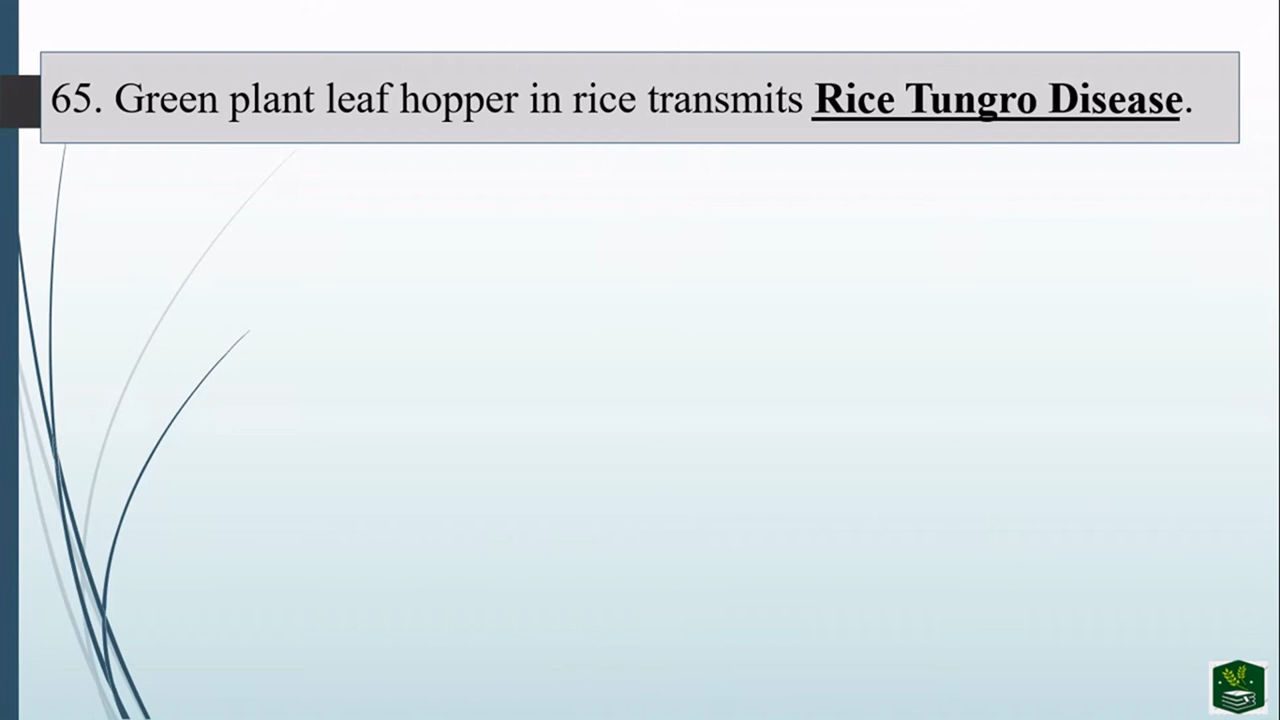 65. Green plant leaf hopper in rice transmits Rice Tungro Disease.